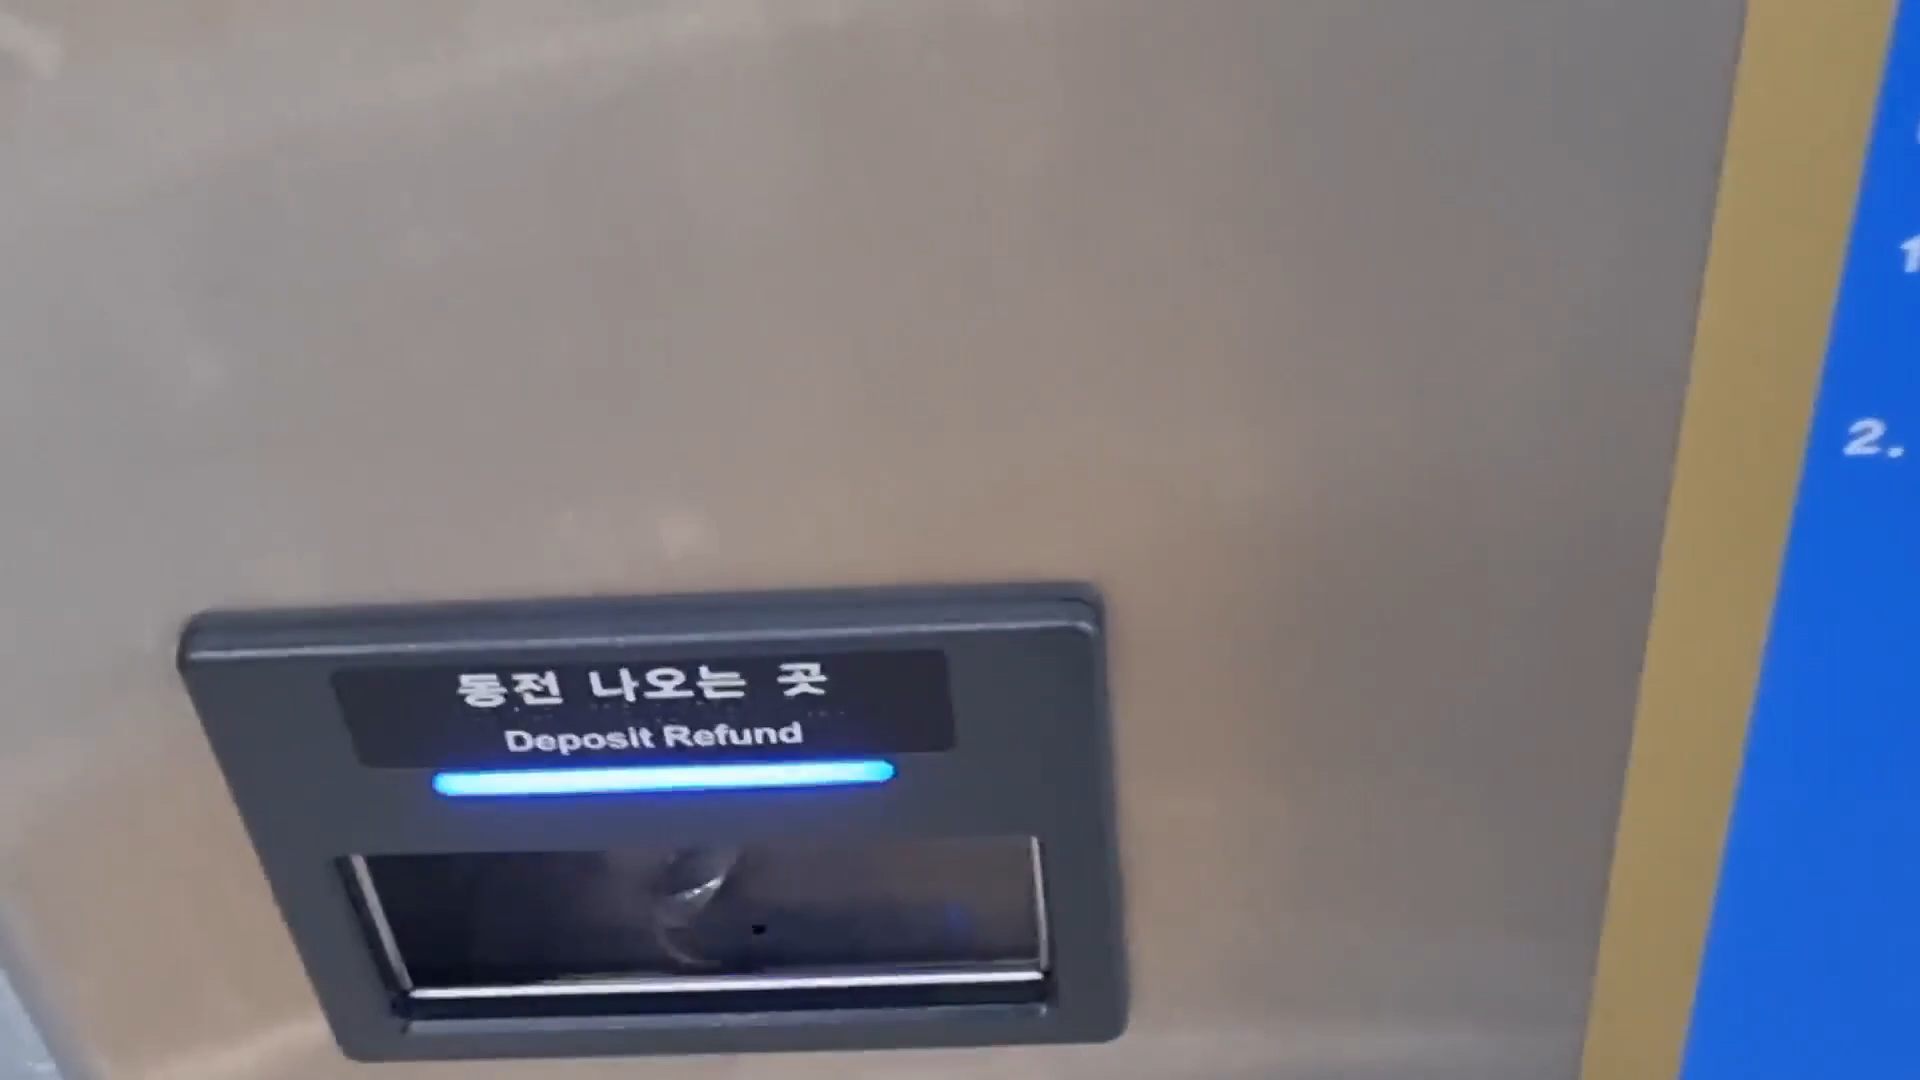 동전 나오는 곳
Deposit Refund
2.